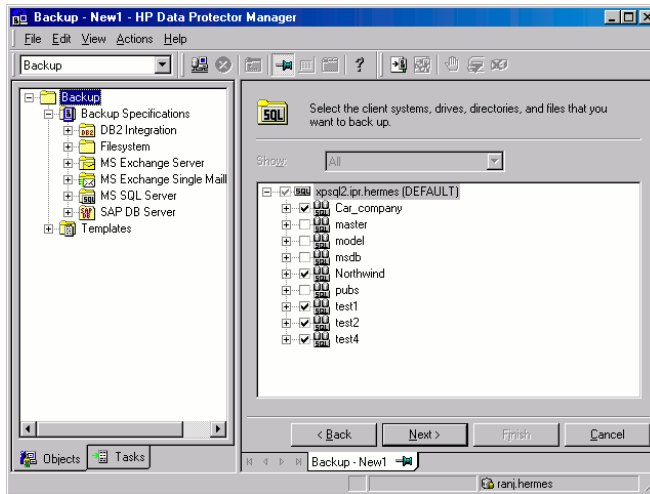 Backup - New1 - HP Data Protector Manager
File Edit View Actions Help
Backup
Backup
Backup Specifications
DB2 Integration
Filesystem
MS Exchange Server
MS Exchange Single Mail
MS SQL Server
SAP DB Server
Templates
Objects
Tasks
SQL
Select the client systems, drives, directories, and files that you
want to back up.
Show:
All
xpsql2.ipr.hermes (DEFAULT)
Car_company
master
model
msdb
Northwind
pubs
test1
test2
test4
< Back
Next >
Finish
Cancel
Backup - New1
ranj.hermes